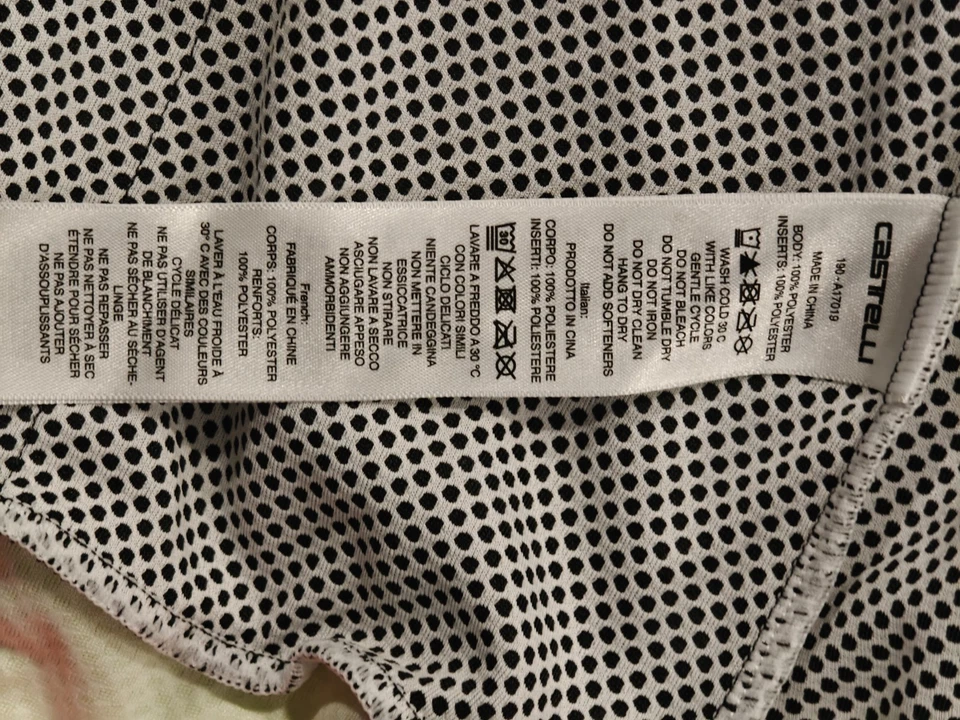 castelli
190-A17019
MADE IN CHINA
BODY: 100% POLYESTER
INSERTS: 100% POLYESTER
WASH COLD 30 C
WITH LIKE COLORS
GENTLE CYCLE
DO NOT BLEACH
DO NOT TUMBLE DRY
DO NOT IRON
DO NOT DRY CLEAN
HANG TO DRY
DO NOT ADD SOFTENERS
Italian:
PRODOTTO IN CINA
CORPO: 100% POLIESTERE
INSERTI: 100% POLIESTERE
30
LAVARE A FREDDO A 30 °C
CON COLORI SIMILI
CICLO DELICATI
NIENTE CANDEGGINA
NON METTERE IN
ESSICCATRICE
NON STIRARE
NON LAVARE A SECCO
ASCIUGARE APPESO
NON AGGIUNGERE
AMMORBIDENTI
French:
FABRIQUÉ EN CHINE
CORPS: 100% POLYESTER
RENFORTS:
100% POLYESTER
LAVER À L'EAU FROIDE À
30° C AVEC DES COULEURS
SIMILAIRES
CYCLE DÉLICAT
NE PAS UTILISER D'AGENT
DE BLANCHIMENT
NE PAS SÉCHER AU SÈCHE-
LINGE
NE PAS REPASSER
NE PAS NETTOYER À SEC
ÉTENDRE POUR SÉCHER
NE PAS AJOUTER
D'ASSOUPLISSANTS